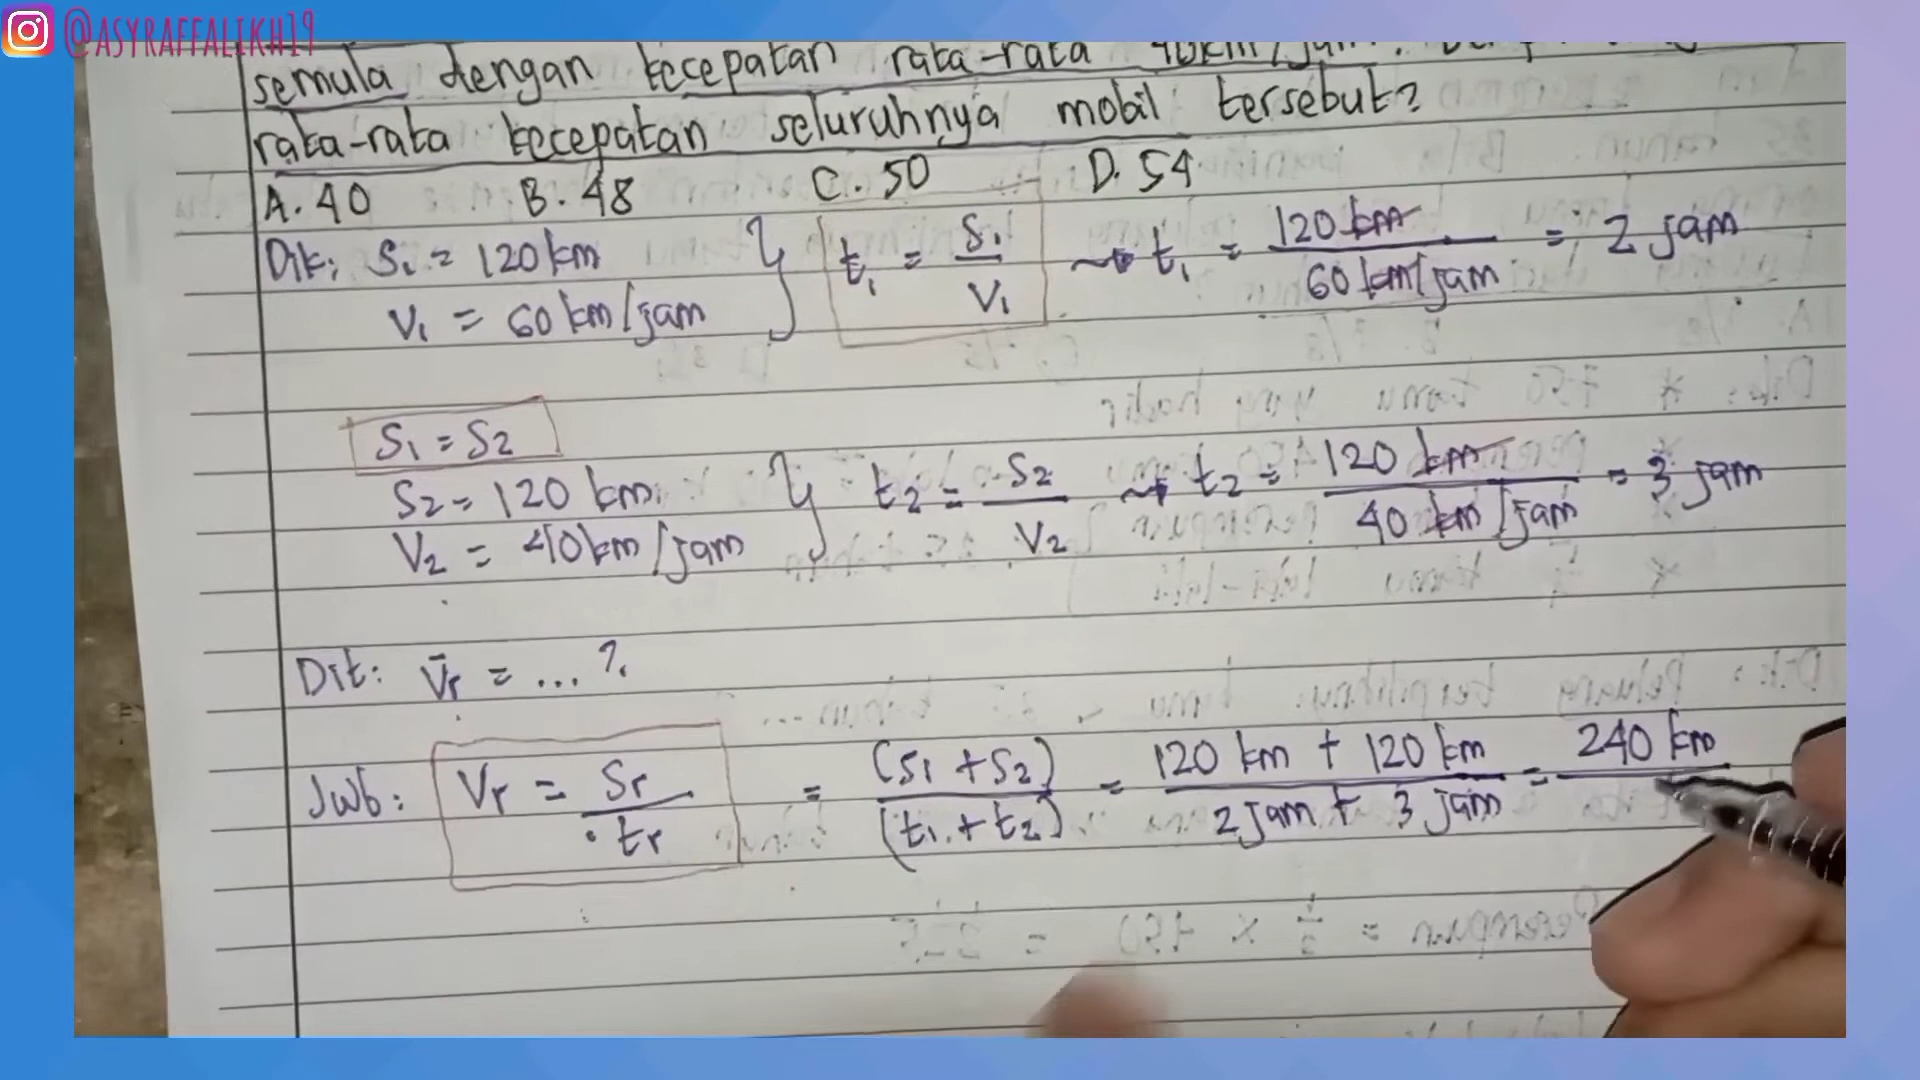 @ASYRAFFALIKH19
semula dengan kecepatan rata-rata 40km/jam.
rata-rata kecepatan seluruhnya mobil tersebut?
A. 40 B. 48 C. 50 D. 54
Dik: S₁ = 120 km } t₁ = S₁/V₁ ⇝ t₁ = 120 km / 60 km/jam = 2 jam
V₁ = 60 km/jam
S₁ = S₂
S₂ = 120 km } t₂ = S₂/V₂ ⇝ t₂ = 120 km / 40 km/jam = 3 jam
V₂ = 40 km/jam
Dit: V̄r = ... ?
Jwb: Vr = Sr/tr = (S₁ + S₂)/(t₁ + t₂) = 120 km + 120 km / 2 jam + 3 jam = 240 km